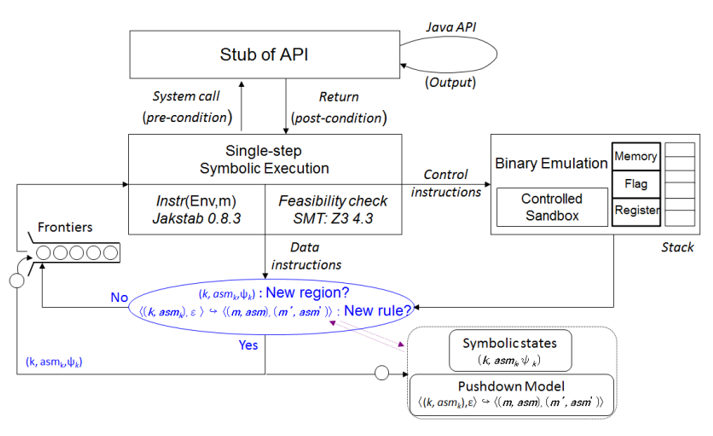 Java API
Stub of API
(Output)
System call
(pre-condition)
Return
(post-condition)
Single-step
Symbolic Execution
Instr(Env,m)
Jakstab 0.8.3
Feasibility check
SMT: Z3 4.3
Control
instructions
Binary Emulation
Controlled
Sandbox
Memory
Flag
Register
Stack
Frontiers
Data
instructions
No
(k, asmₖ,ψₖ) : New region?
⟨(k, asmₖ), ε ⟩ ↪ ⟨(m, asm), (m′, asm′)⟩ : New rule?
Yes
(k, asmₖ,ψₖ)
Symbolic states
(k, asmₖ, ψ ₖ)
Pushdown Model
⟨(k, asmₖ),ε⟩ ↪ ⟨(m, asm), (m′, asm′)⟩